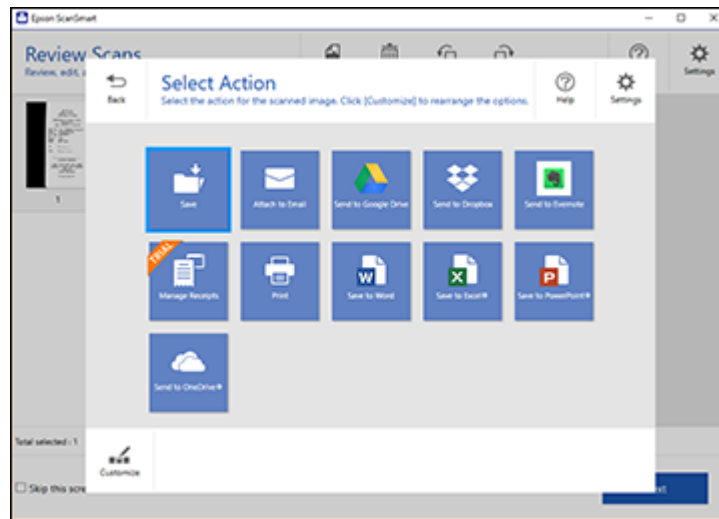 Epson ScanSmart
Review Scans
Review, edit, a
Settings
Back
Select Action
Select the action for the scanned image. Click [Customize] to rearrange the options.
Help
Settings
1
Save
Attach to Email
Send to Google Drive
Send to Dropbox
Send to Evernote
TRIAL
Manage Receipts
Print
W
Save to Word
X
Save to Excel®
P
Save to PowerPoint®
Send to OneDrive®
Total selected : 1
Customize
Skip this scre
xt